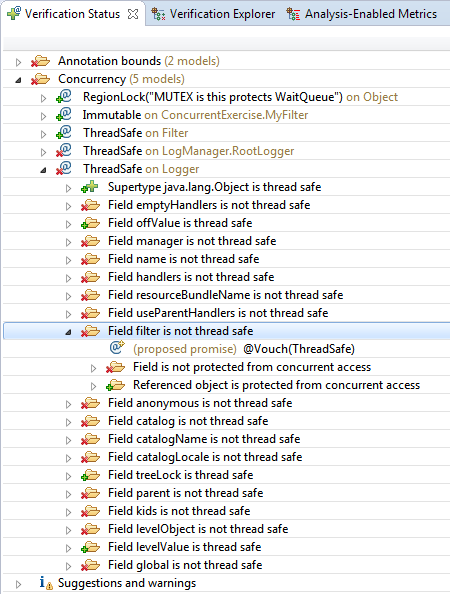 Verification Status Verification Explorer Analysis-Enabled Metrics
Annotation bounds (2 models)
Concurrency (5 models)
RegionLock("MUTEX is this protects WaitQueue") on Object
Immutable on ConcurrentExercise.MyFilter
ThreadSafe on Filter
ThreadSafe on LogManager.RootLogger
ThreadSafe on Logger
Supertype java.lang.Object is thread safe
Field emptyHandlers is not thread safe
Field offValue is thread safe
Field manager is not thread safe
Field name is not thread safe
Field handlers is not thread safe
Field resourceBundleName is not thread safe
Field useParentHandlers is not thread safe
Field filter is not thread safe
(proposed promise) @Vouch(ThreadSafe)
Field is not protected from concurrent access
Referenced object is protected from concurrent access
Field anonymous is not thread safe
Field catalog is not thread safe
Field catalogName is not thread safe
Field catalogLocale is not thread safe
Field treeLock is thread safe
Field parent is not thread safe
Field kids is not thread safe
Field levelObject is not thread safe
Field levelValue is thread safe
Field global is not thread safe
Suggestions and warnings